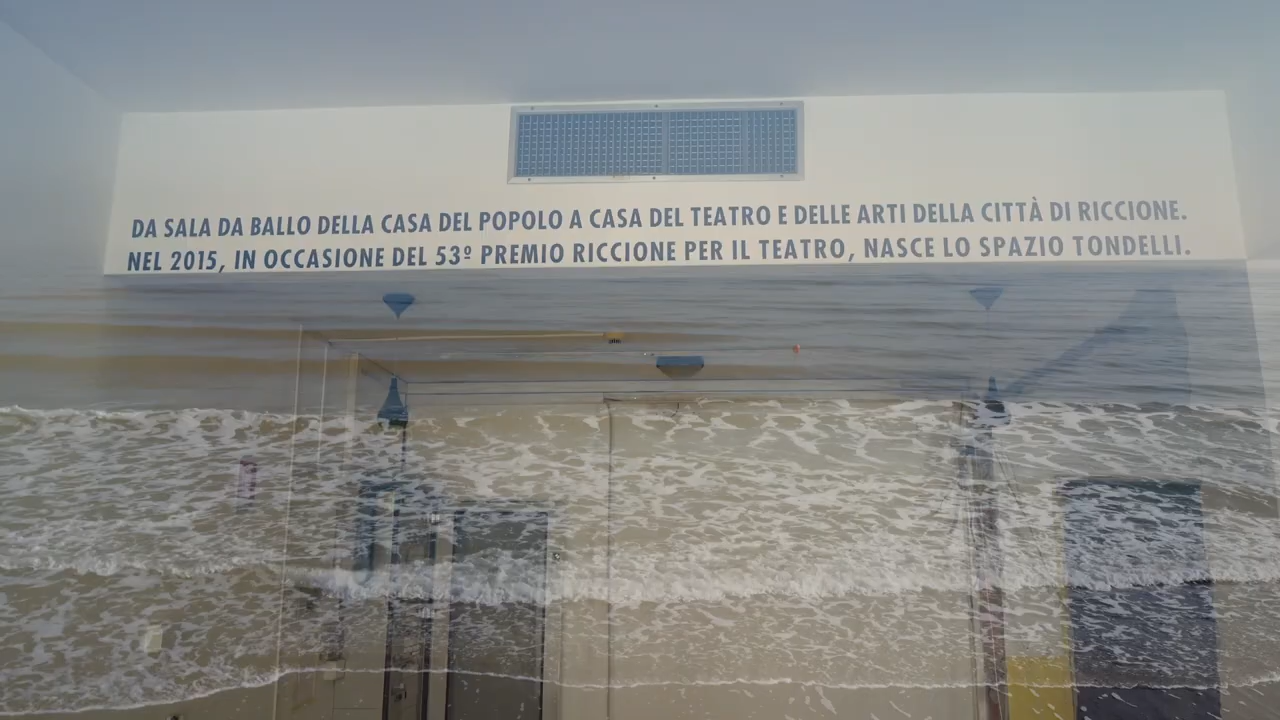 DA SALA DA BALLO DELLA CASA DEL POPOLO A CASA DEL TEATRO E DELLE ARTI DELLA CITTÀ DI RICCIONE.
NEL 2015, IN OCCASIONE DEL 53º PREMIO RICCIONE PER IL TEATRO, NASCE LO SPAZIO TONDELLI.